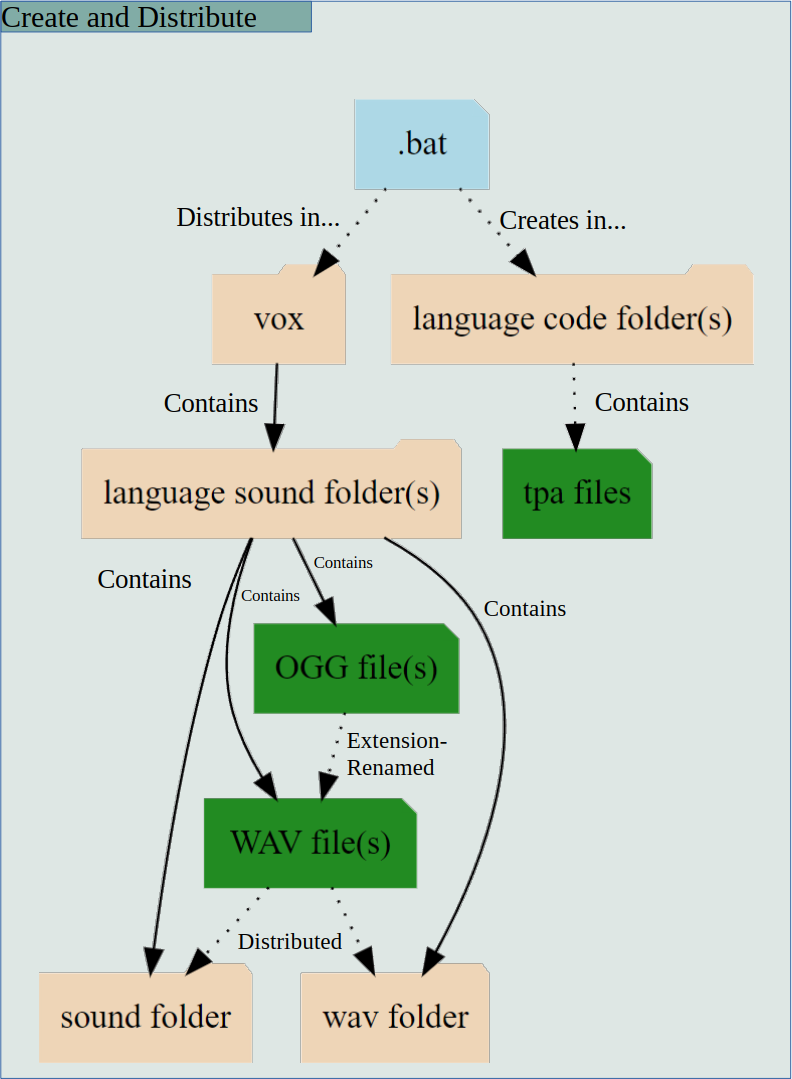 Create and Distribute
.bat
Distributes in...
Creates in...
vox
language code folder(s)
Contains
Contains
language sound folder(s)
tpa files
Contains
Contains
Contains
Contains
OGG file(s)
Extension-
Renamed
WAV file(s)
Distributed
sound folder
wav folder